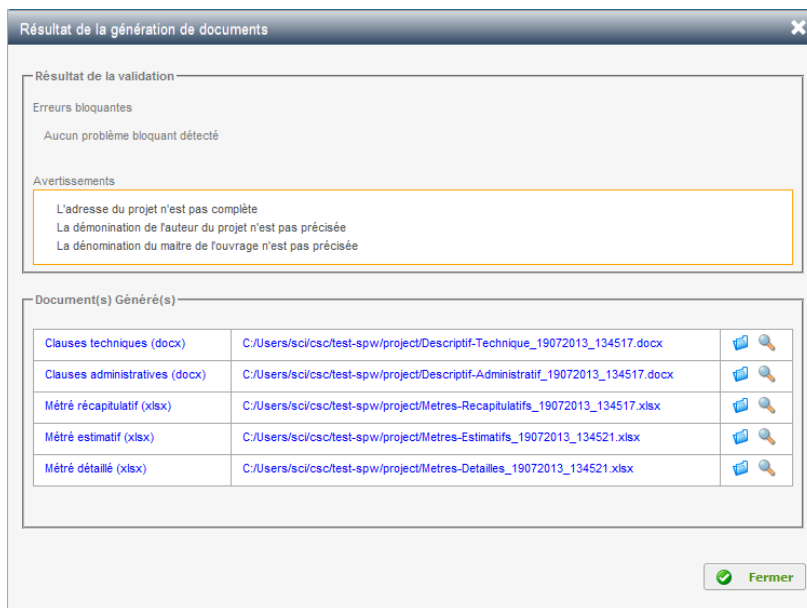 Résultat de la génération de documents
Résultat de la validation
Erreurs bloquantes
Aucun problème bloquant détecté
Avertissements
L'adresse du projet n'est pas complète
La démonination de l'auteur du projet n'est pas précisée
La dénomination du maitre de l'ouvrage n'est pas précisée
Document(s) Généré(s)
Clauses techniques (docx) C:/Users/sci/csc/test-spw/project/Descriptif-Technique_19072013_134517.docx
Clauses administratives (docx) C:/Users/sci/csc/test-spw/project/Descriptif-Administratif_19072013_134517.docx
Métré récapitulatif (xlsx) C:/Users/sci/csc/test-spw/project/Metres-Recapitulatifs_19072013_134517.xlsx
Métré estimatif (xlsx) C:/Users/sci/csc/test-spw/project/Metres-Estimatifs_19072013_134521.xlsx
Métré détaillé (xlsx) C:/Users/sci/csc/test-spw/project/Metres-Detailles_19072013_134521.xlsx
Fermer